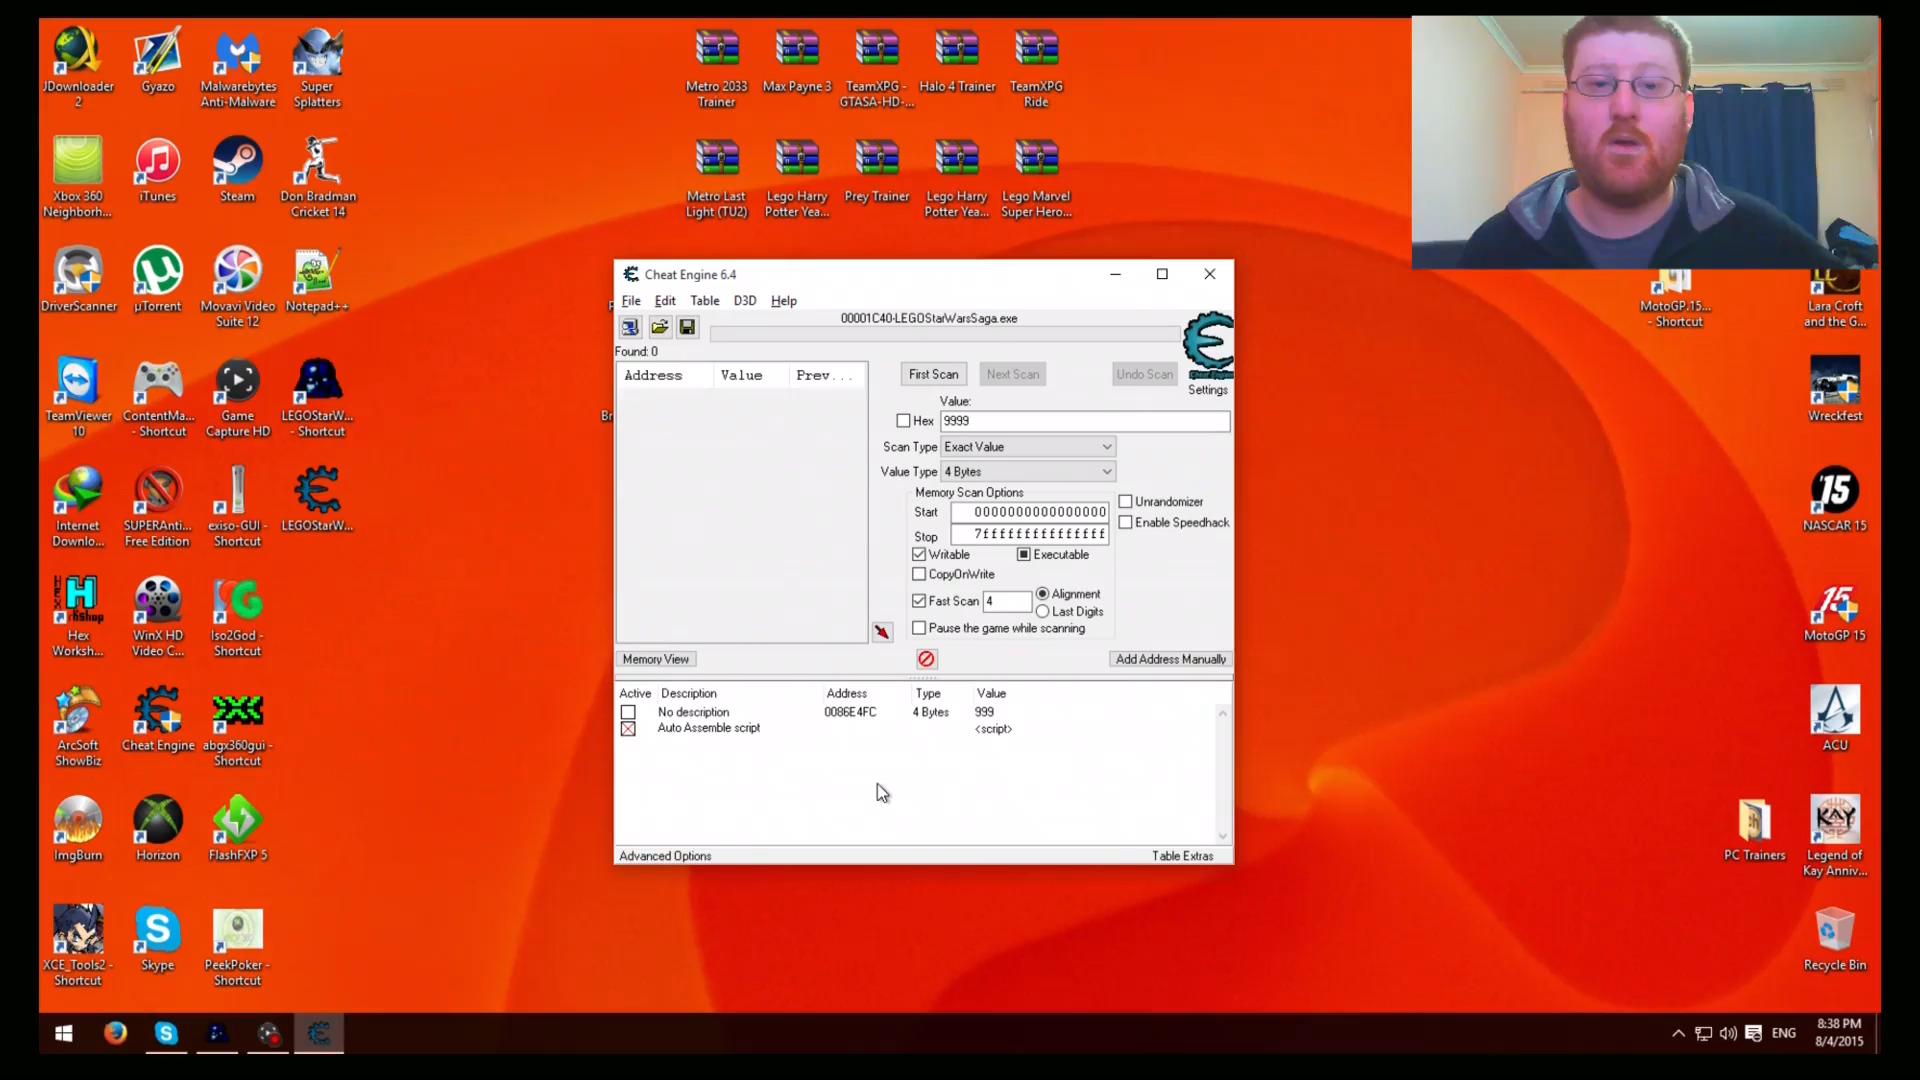 JDownloader
2
Gyazo
Malwarebytes
Anti-Malware
Super
Splatters
Metro 2033
Trainer
Max Payne 3
TeamXPG -
GTASA-HD-...
Halo 4 Trainer
TeamXPG
Ride
Xbox 360
Neighborh...
iTunes
Steam
Don Bradman
Cricket 14
Metro Last
Light (TU2)
Lego Harry
Potter Yea...
Prey Trainer
Lego Harry
Potter Yea...
Lego Marvel
Super Hero...
DriverScanner
µTorrent
Movavi Video
Suite 12
Notepad++
MotoGP.15...
- Shortcut
Lara Croft
and the G...
TeamViewer
10
ContentMa...
- Shortcut
Game
Capture HD
LEGOStarW...
- Shortcut
Wreckfest
Internet
Downlo...
SUPERAnti...
Free Edition
exiso-GUI -
Shortcut
LEGOStarW...
'15
NASCAR 15
Hex
Worksh...
WinX HD
Video C...
Iso2God -
Shortcut
15
MotoGP 15
ArcSoft
ShowBiz
Cheat Engine
abgx360gui -
Shortcut
ACU
ImgBurn
Horizon
FlashFXP 5
PC Trainers
KAY
Legend of
Kay Anniv...
XCE_Tools2 -
Shortcut
Skype
PeekPoker -
Shortcut
Recycle Bin
Cheat Engine 6.4
File Edit Table D3D Help
00001C40-LEGOStarWarsSaga.exe
Found: 0
Address Value Prev...
First Scan Next Scan Undo Scan
Cheat Engine
Settings
Value:
Hex 9999
Scan Type Exact Value
Value Type 4 Bytes
Memory Scan Options
Start 0000000000000000
Stop 7fffffffffffffff
Unrandomizer
Enable Speedhack
Writable Executable
CopyOnWrite
Fast Scan 4 Alignment
Last Digits
Pause the game while scanning
Memory View Add Address Manually
Active Description Address Type Value
No description 0086E4FC 4 Bytes 999
Auto Assemble script <script>
Advanced Options Table Extras
ENG
8:38 PM
8/4/2015